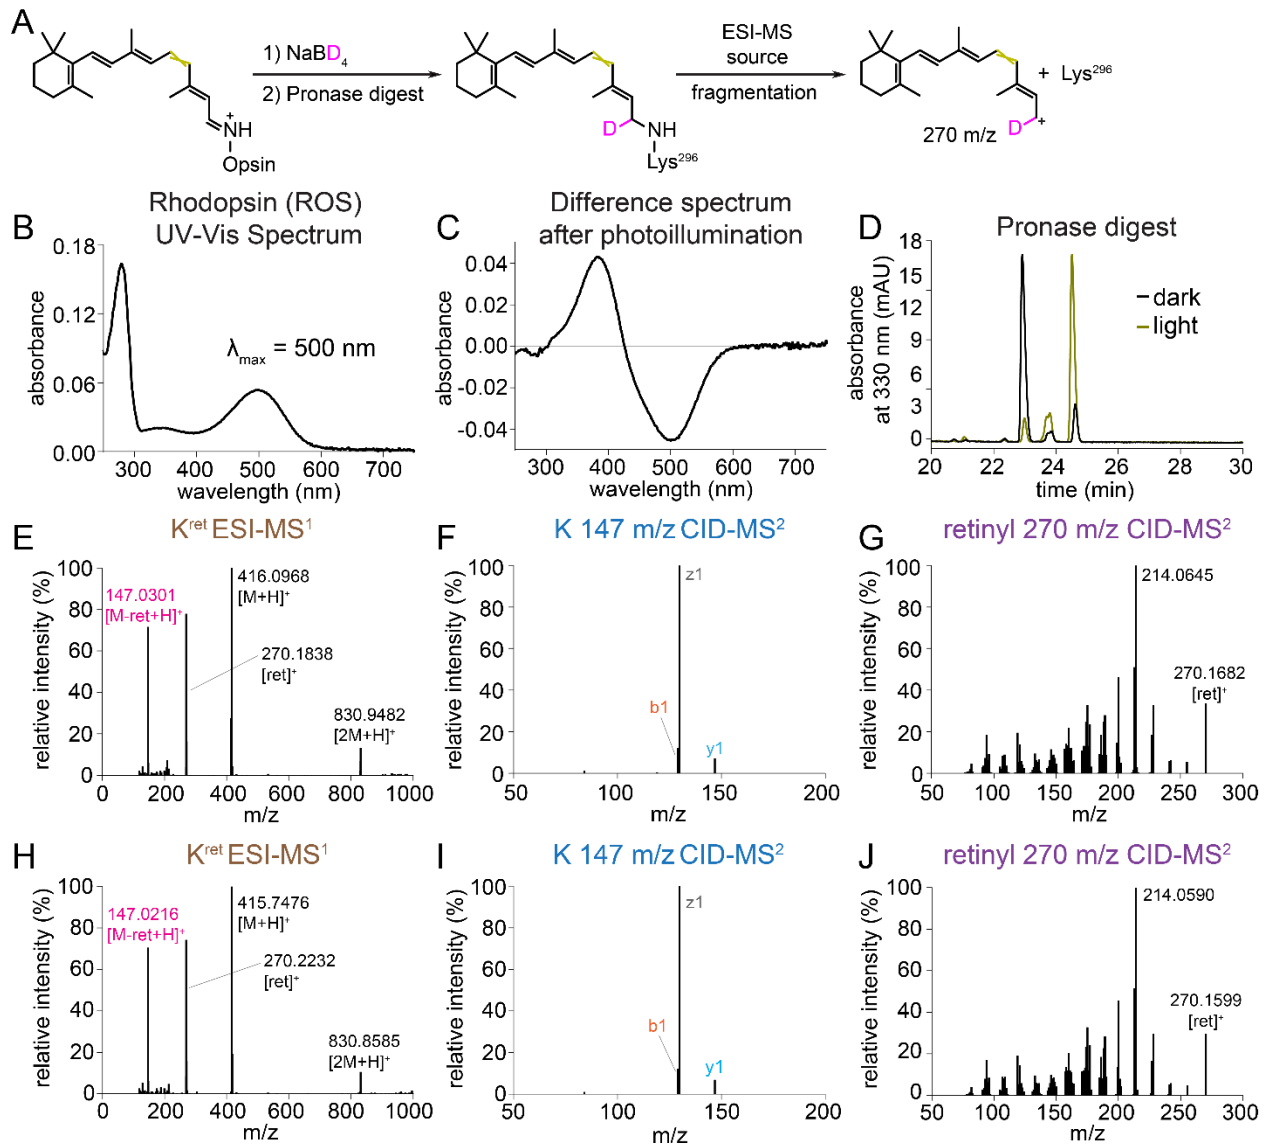 A
1) NaBD4
2) Pronase digest
ESI-MS
source
fragmentation
+
NH
Opsin
D
NH
Lys296
D
+
270 m/z
+ Lys296
B
Rhodopsin (ROS)
UV-Vis Spectrum
0.18
0.12
0.06
0.00
absorbance
λmax = 500 nm
300 400 500 600 700
wavelength (nm)
C
Difference spectrum
after photoillumination
0.04
0.02
0.00
-0.02
-0.04
absorbance
300 400 500 600 700
wavelength (nm)
D
Pronase digest
18
15
12
9
6
3
0
absorbance
at 330 nm (mAU)
dark
light
20 22 24 26 28 30
time (min)
E
Kret ESI-MS1
100
80
60
40
20
0
relative intensity (%)
147.0301
[M-ret+H]+
416.0968
[M+H]+
270.1838
[ret]+
830.9482
[2M+H]+
0 200 400 600 800 1000
m/z
F
K 147 m/z CID-MS2
100
80
60
40
20
0
relative intensity (%)
z1
b1
y1
50 100 150 200
m/z
G
retinyl 270 m/z CID-MS2
100
80
60
40
20
0
relative intensity (%)
214.0645
270.1682
[ret]+
50 100 150 200 250 300
m/z
H
Kret ESI-MS1
100
80
60
40
20
0
relative intensity (%)
147.0216
[M-ret+H]+
415.7476
[M+H]+
270.2232
[ret]+
830.8585
[2M+H]+
0 200 400 600 800 1000
m/z
I
K 147 m/z CID-MS2
100
80
60
40
20
0
relative intensity (%)
z1
b1
y1
50 100 150 200
m/z
J
retinyl 270 m/z CID-MS2
100
80
60
40
20
0
relative intensity (%)
214.0590
270.1599
[ret]+
50 100 150 200 250 300
m/z